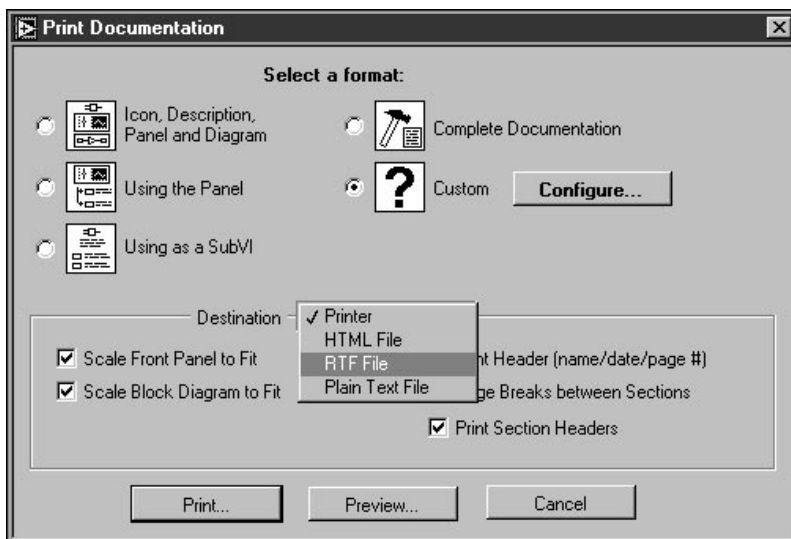 Print Documentation
Select a format:
Icon, Description,
Panel and Diagram
Complete Documentation
Using the Panel
? Custom Configure...
Using as a SubVI
Destination ✓ Printer
HTML File
Scale Front Panel to Fit RTF File Header (name/date/page #)
Scale Block Diagram to Fit Plain Text File Breaks between Sections
Print Section Headers
Print... Preview... Cancel